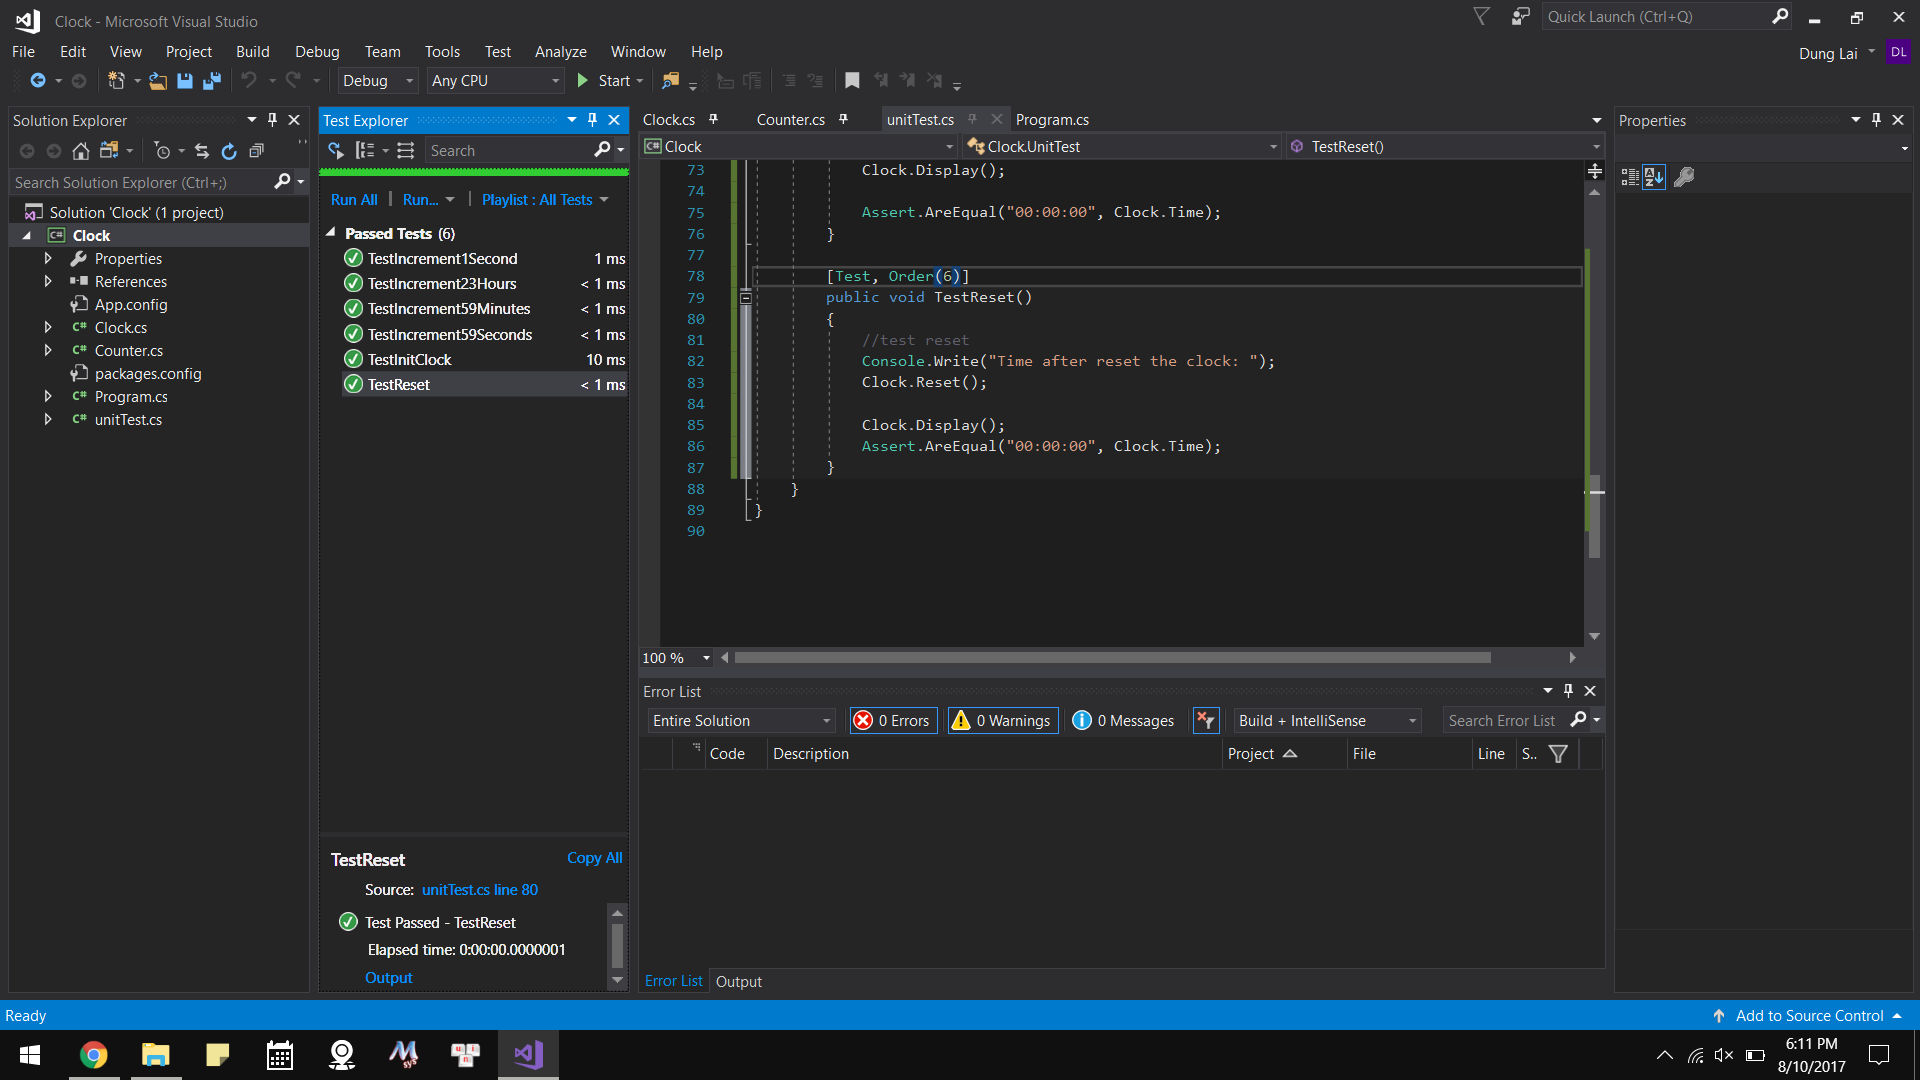 Clock - Microsoft Visual Studio
Quick Launch (Ctrl+Q)
File Edit View Project Build Debug Team Tools Test Analyze Window Help
Dung Lai DL
Debug Any CPU Start
Solution Explorer
Search Solution Explorer (Ctrl+;)
Solution 'Clock' (1 project)
C# Clock
Properties
References
App.config
C# Clock.cs
C# Counter.cs
packages.config
C# Program.cs
C# unitTest.cs
Test Explorer
Search
Run All Run... Playlist : All Tests
Passed Tests (6)
TestIncrement1Second 1 ms
TestIncrement23Hours < 1 ms
TestIncrement59Minutes < 1 ms
TestIncrement59Seconds < 1 ms
TestInitClock 10 ms
TestReset < 1 ms
TestReset Copy All
Source: unitTest.cs line 80
Test Passed - TestReset
Elapsed time: 0:00:00.0000001
Output
Clock.cs Counter.cs unitTest.cs Program.cs
C# Clock Clock.UnitTest TestReset()
73 Clock.Display();
74
75 Assert.AreEqual("00:00:00", Clock.Time);
76 }
77
78 [Test, Order(6)]
79 public void TestReset()
80 {
81 //test reset
82 Console.Write("Time after reset the clock: ");
83 Clock.Reset();
84
85 Clock.Display();
86 Assert.AreEqual("00:00:00", Clock.Time);
87 }
88 }
89 }
90
100 %
Error List
Entire Solution 0 Errors 0 Warnings 0 Messages Build + IntelliSense Search Error List
Code Description Project File Line S..
Error List Output
Properties
Ready
Add to Source Control
6:11 PM
8/10/2017